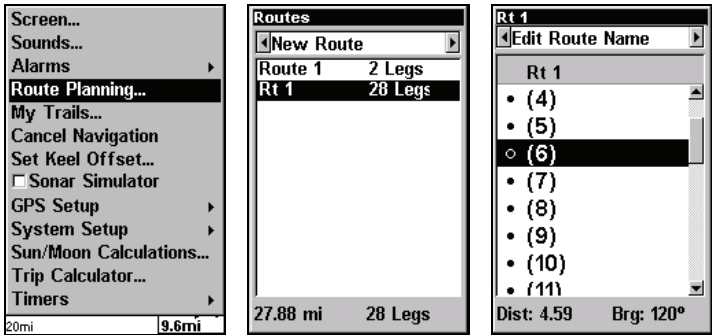 Screen...
Sounds...
Alarms
Route Planning...
My Trails...
Cancel Navigation
Set Keel Offset...
Sonar Simulator
GPS Setup
System Setup
Sun/Moon Calculations...
Trip Calculator...
Timers
20mi 9.6mi
Routes
New Route
Route 1 2 Legs
Rt 1 28 Legs
27.88 mi 28 Legs
Rt 1
Edit Route Name
Rt 1
(4)
(5)
(6)
(7)
(8)
(9)
(10)
(11)
Dist: 4.59 Brg: 120°